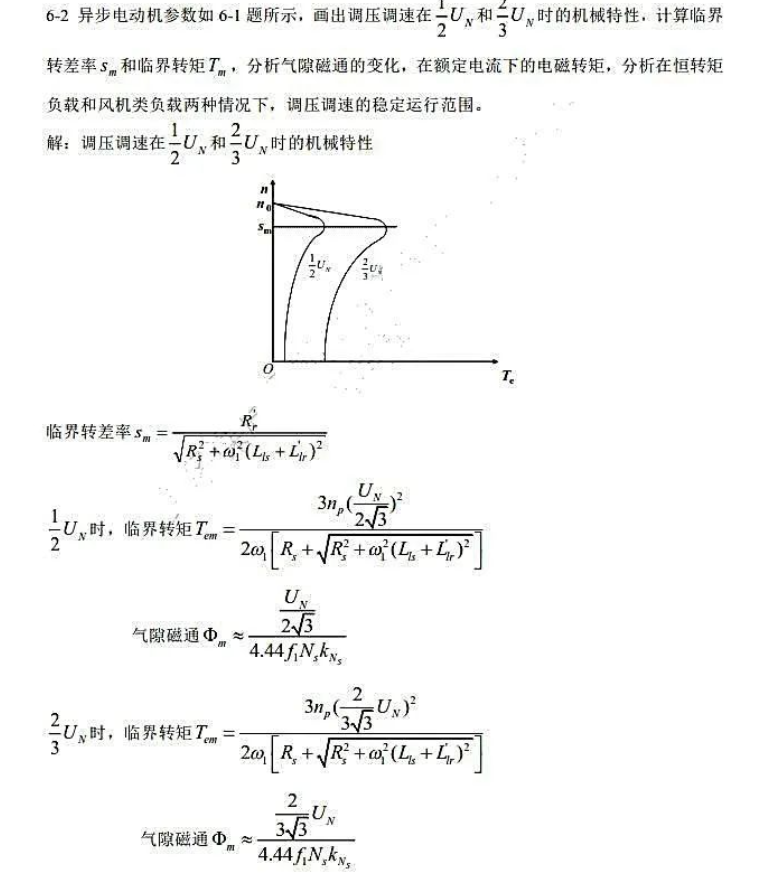 6-2 异步电动机参数如 6-1 题所示，画出调压调速在 $\frac{1}{2}U_N$ 和 $\frac{2}{3}U_N$ 时的机械特性，计算临界
转差率 $s_m$ 和临界转矩 $T_m$，分析气隙磁通的变化，在额定电流下的电磁转矩，分析在恒转矩
负载和风机类负载两种情况下，调压调速的稳定运行范围。
解：调压调速在 $\frac{1}{2}U_N$ 和 $\frac{2}{3}U_N$ 时的机械特性
n
n_0
s_m
$\frac{1}{2}U_N$ $\frac{2}{3}U_N$
O
T_e
临界转差率 $s_m = \frac{R_r'}{\sqrt{R_s^2 + \omega_1^2 (L_{ls} + L_{lr}')^2}}$
$\frac{1}{2}U_N$ 时，临界转矩 $T_{em} = \frac{3n_p (\frac{U_N}{2\sqrt{3}})^2}{2\omega_1 \left[ R_s + \sqrt{R_s^2 + \omega_1^2 (L_{ls} + L_{lr}')^2} \right]}$
气隙磁通 $\Phi_m \approx \frac{\frac{U_N}{2\sqrt{3}}}{4.44 f_1 N_s k_{N_s}}$
$\frac{2}{3}U_N$ 时，临界转矩 $T_{em} = \frac{3n_p (\frac{2}{3\sqrt{3}} U_N)^2}{2\omega_1 \left[ R_s + \sqrt{R_s^2 + \omega_1^2 (L_{ls} + L_{lr}')^2} \right]}$
气隙磁通 $\Phi_m \approx \frac{\frac{2}{3\sqrt{3}} U_N}{4.44 f_1 N_s k_{N_s}}$